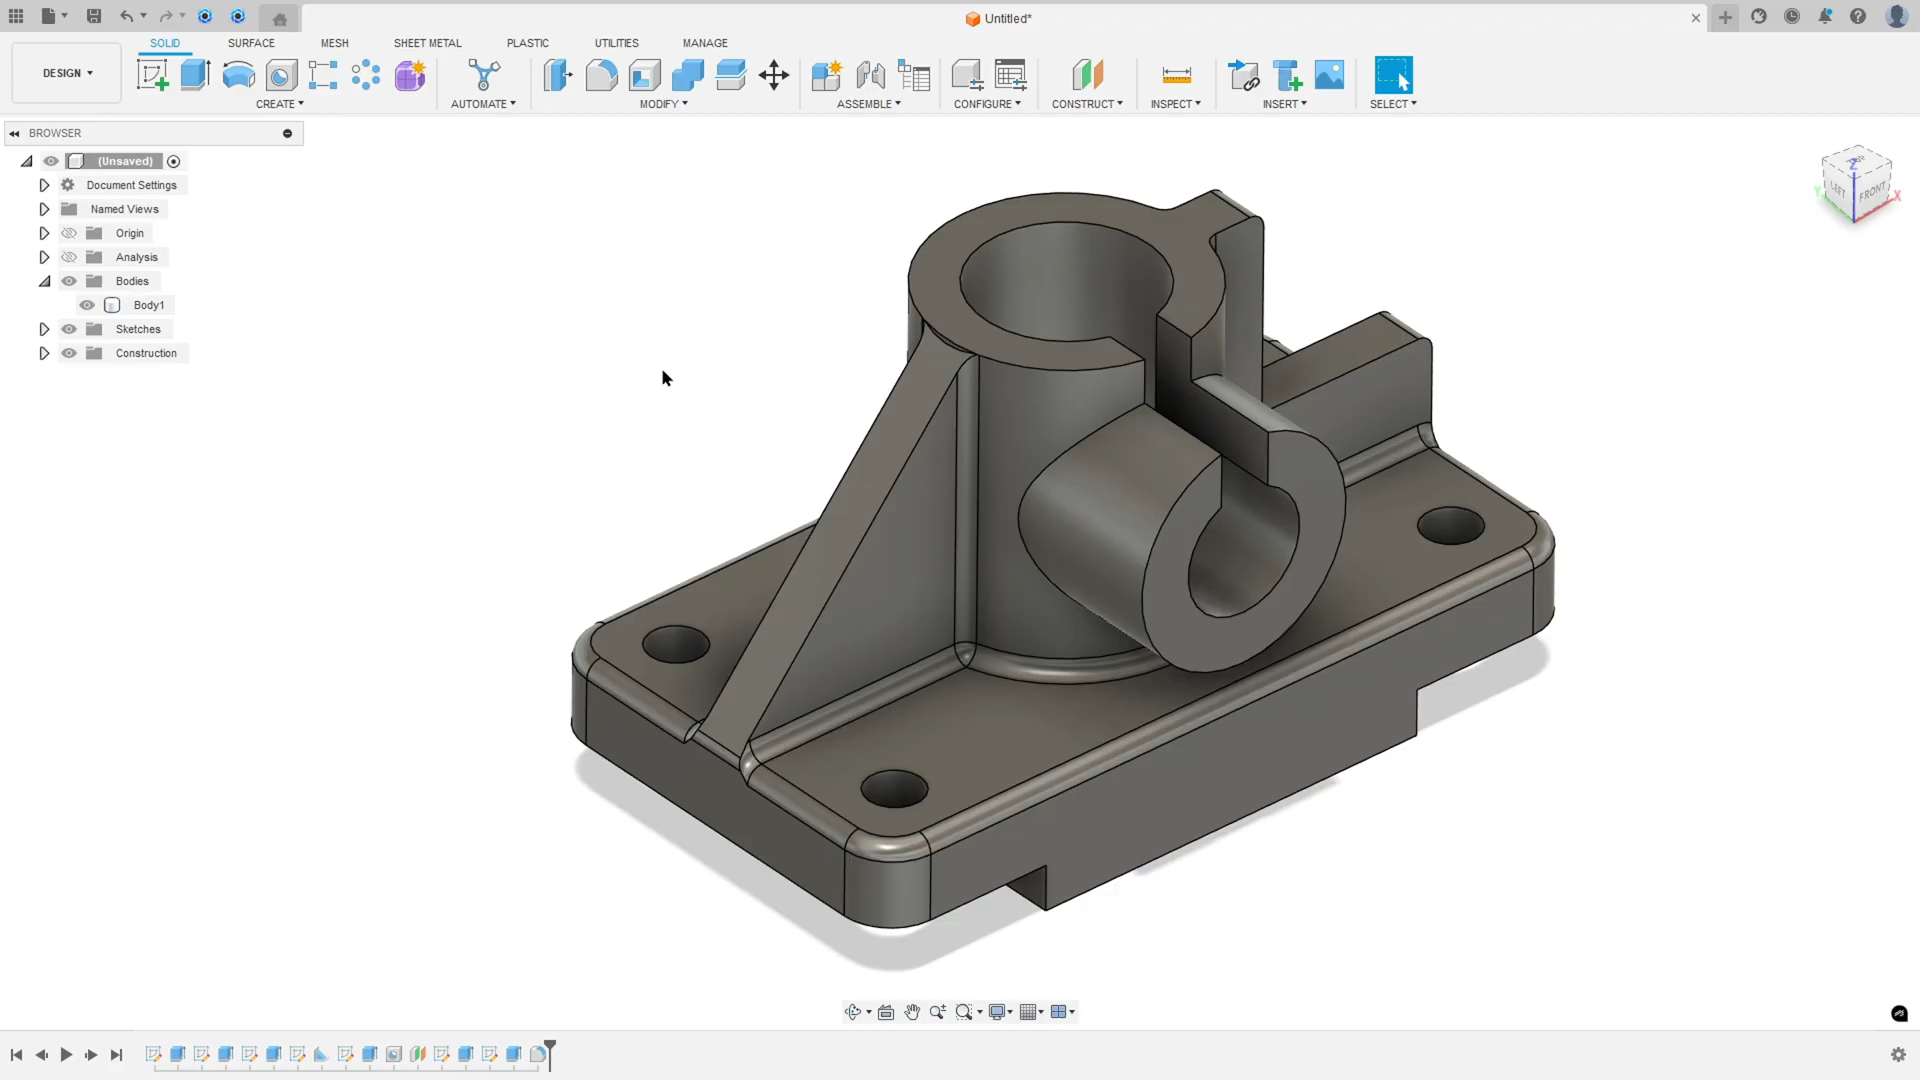 Untitled*
DESIGN
SOLID SURFACE MESH SHEET METAL PLASTIC UTILITIES MANAGE
CREATE AUTOMATE MODIFY ASSEMBLE CONFIGURE CONSTRUCT INSPECT INSERT SELECT
BROWSER
(Unsaved)
Document Settings
Named Views
Origin
Analysis
Bodies
Body1
Sketches
Construction
Z
LEFT FRONT
Y X